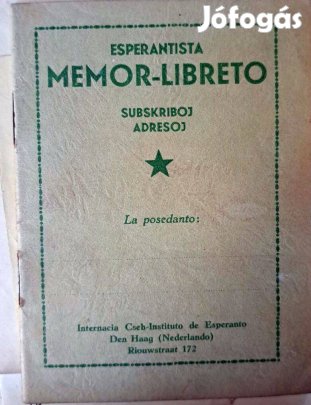 Jófogás
ESPERANTISTA
MEMOR-LIBRETO
SUBSKRIBOJ
ADRESOJ
La posedanto:
Internacia Cseh-Instituto de Esperanto
Den Haag (Nederlando)
Riouwstraat 172